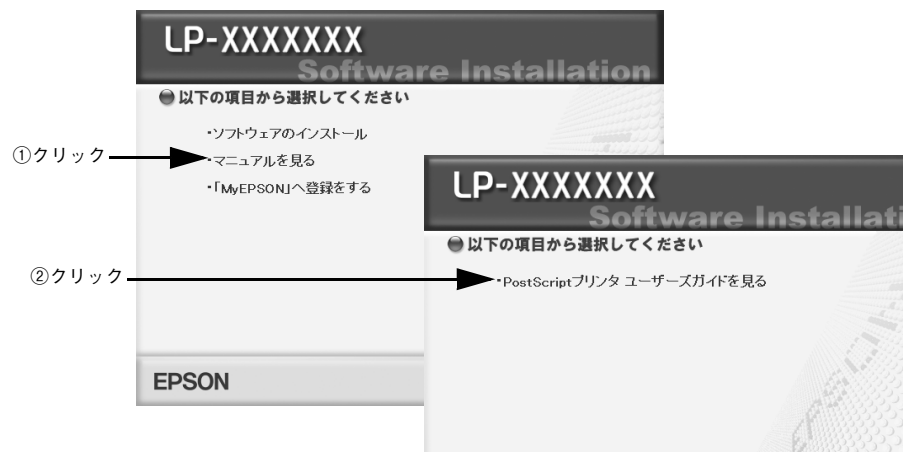 LP-XXXXXXX
Software Installation
以下の項目から選択してください
・ソフトウェアのインストール
①クリック
・マニュアルを見る
・「MyEPSON」へ登録をする
EPSON
LP-XXXXXXX
Software Installati
以下の項目から選択してください
②クリック
・PostScriptプリンタ ユーザーズガイドを見る
EPSON